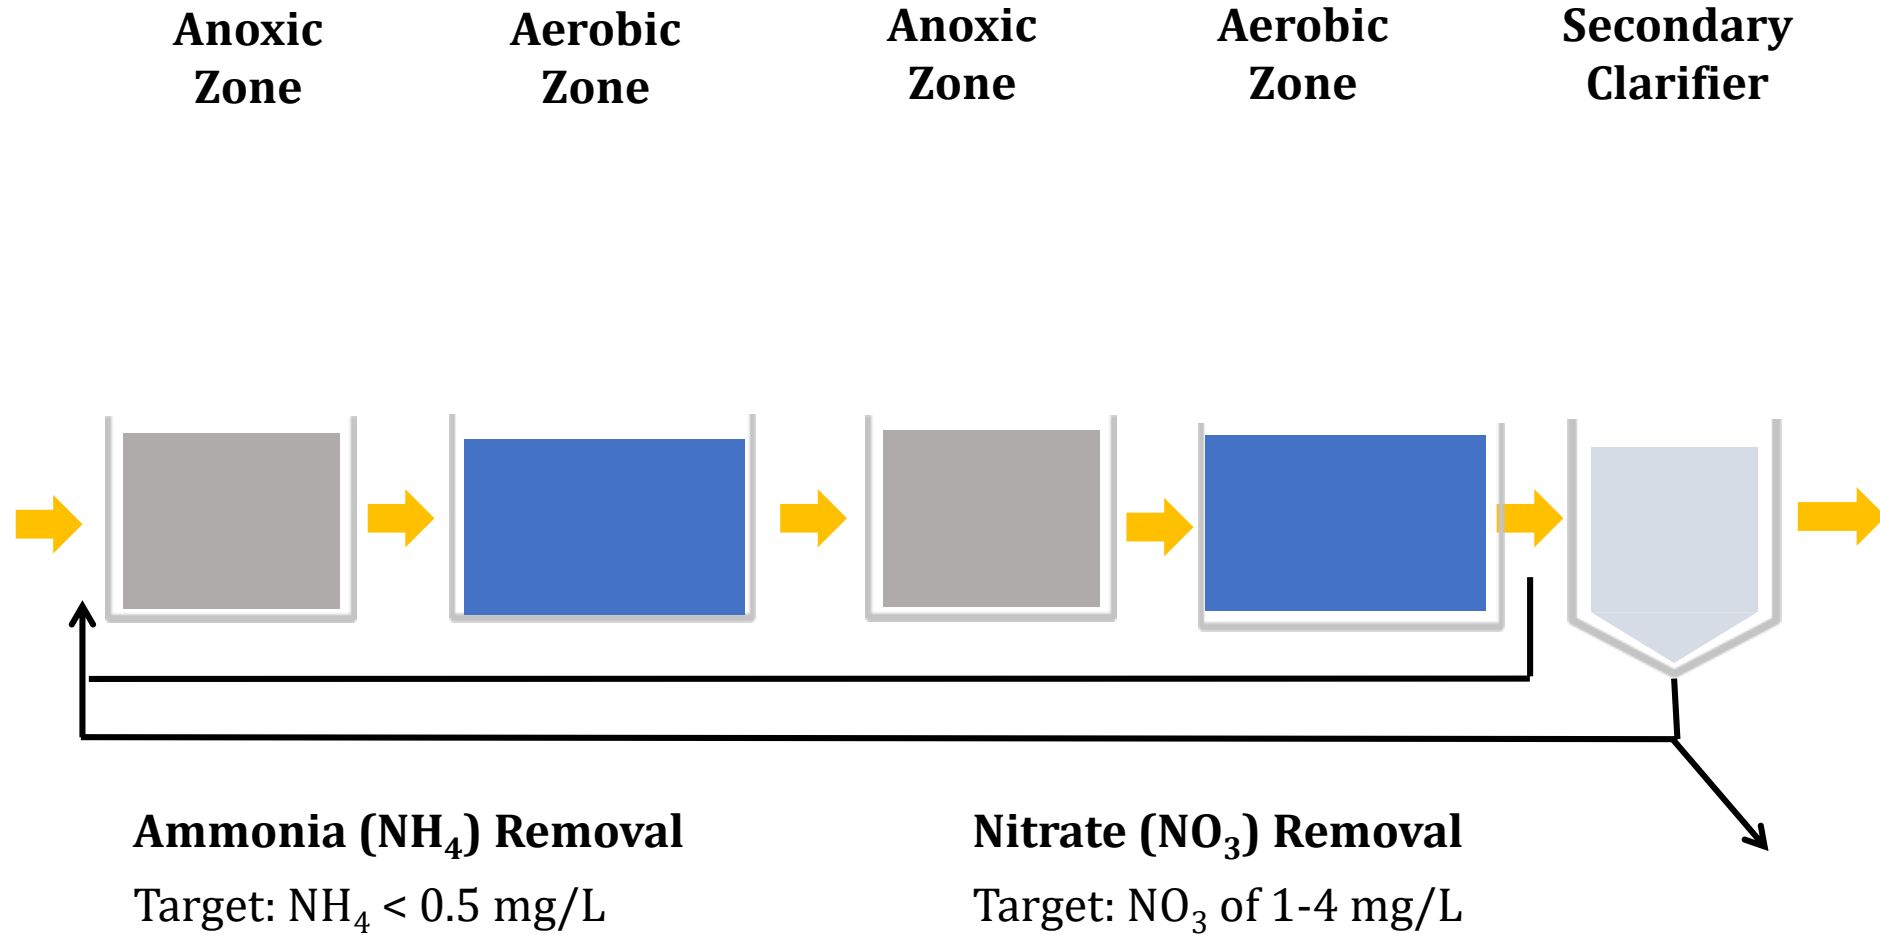 Anoxic
Zone
Aerobic
Zone
Anoxic
Zone
Aerobic
Zone
Secondary
Clarifier
Ammonia (NH₄) Removal
Target: NH₄ < 0.5 mg/L
Nitrate (NO₃) Removal
Target: NO₃ of 1-4 mg/L